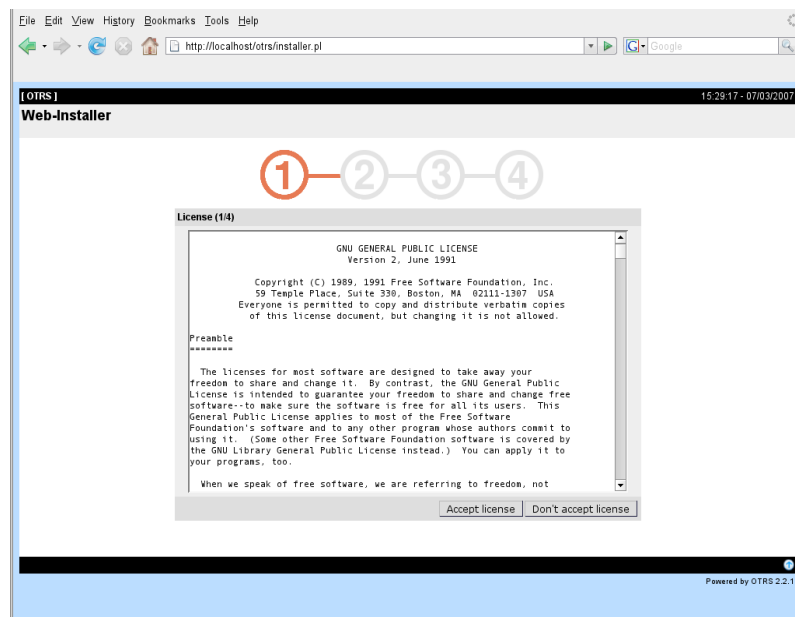 File Edit View History Bookmarks Tools Help
http://localhost/otrs/installer.pl
G Google
[ OTRS ] 15:29:17 - 07/03/2007
Web-Installer
1 2 3 4
License (1/4)
GNU GENERAL PUBLIC LICENSE
Version 2, June 1991
Copyright (C) 1989, 1991 Free Software Foundation, Inc.
59 Temple Place, Suite 330, Boston, MA 02111-1307 USA
Everyone is permitted to copy and distribute verbatim copies
of this license document, but changing it is not allowed.
Preamble
========
The licenses for most software are designed to take away your
freedom to share and change it. By contrast, the GNU General Public
License is intended to guarantee your freedom to share and change free
software--to make sure the software is free for all its users. This
General Public License applies to most of the Free Software
Foundation's software and to any other program whose authors commit to
using it. (Some other Free Software Foundation software is covered by
the GNU Library General Public License instead.) You can apply it to
your programs, too.
When we speak of free software, we are referring to freedom, not
Accept license Don't accept license
Powered by OTRS 2.2.1